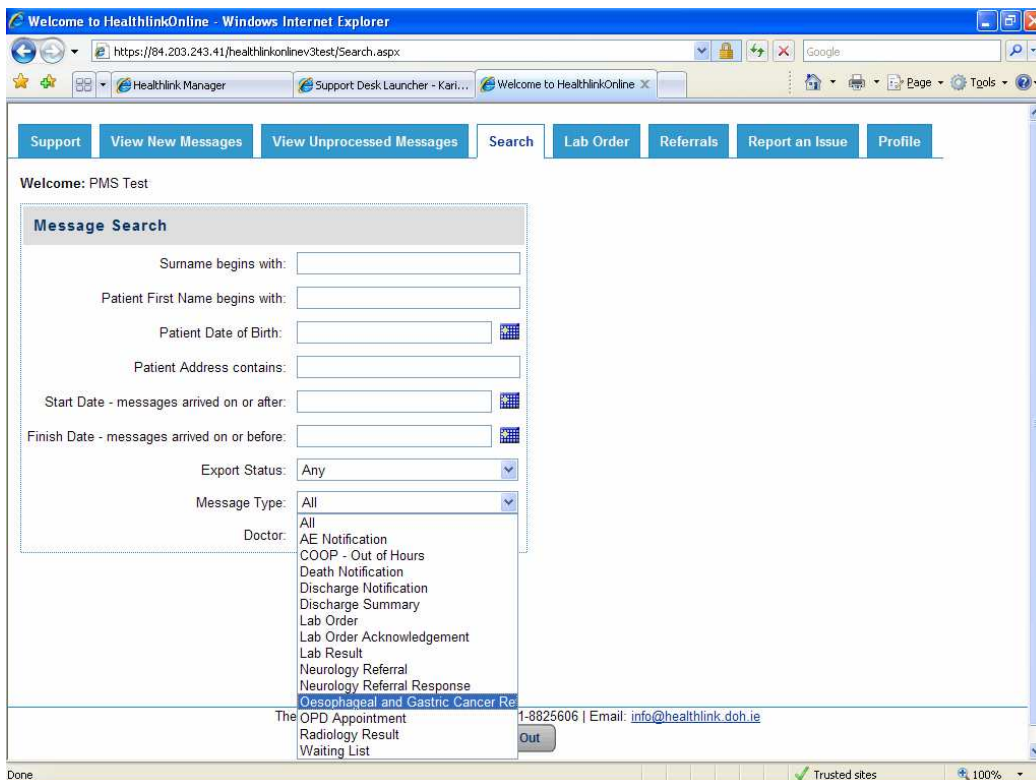 Welcome to HealthlinkOnline - Windows Internet Explorer
https://84.203.243.41/healthlinkonlinev3test/Search.aspx
Google
Healthlink Manager
Support Desk Launcher - Kari...
Welcome to HealthlinkOnline
Page
Tools
Support
View New Messages
View Unprocessed Messages
Search
Lab Order
Referrals
Report an Issue
Profile
Welcome: PMS Test
Message Search
Surname begins with:
Patient First Name begins with:
Patient Date of Birth:
Patient Address contains:
Start Date - messages arrived on or after:
Finish Date - messages arrived on or before:
Export Status: Any
Message Type: All
Doctor:
All
AE Notification
COOP - Out of Hours
Death Notification
Discharge Notification
Discharge Summary
Lab Order
Lab Order Acknowledgement
Lab Result
Neurology Referral
Neurology Referral Response
Oesophageal and Gastric Cancer Re
OPD Appointment
Radiology Result
Waiting List
The
1-8825606 | Email: info@healthlink.doh.ie
Out
Done
Trusted sites
100%